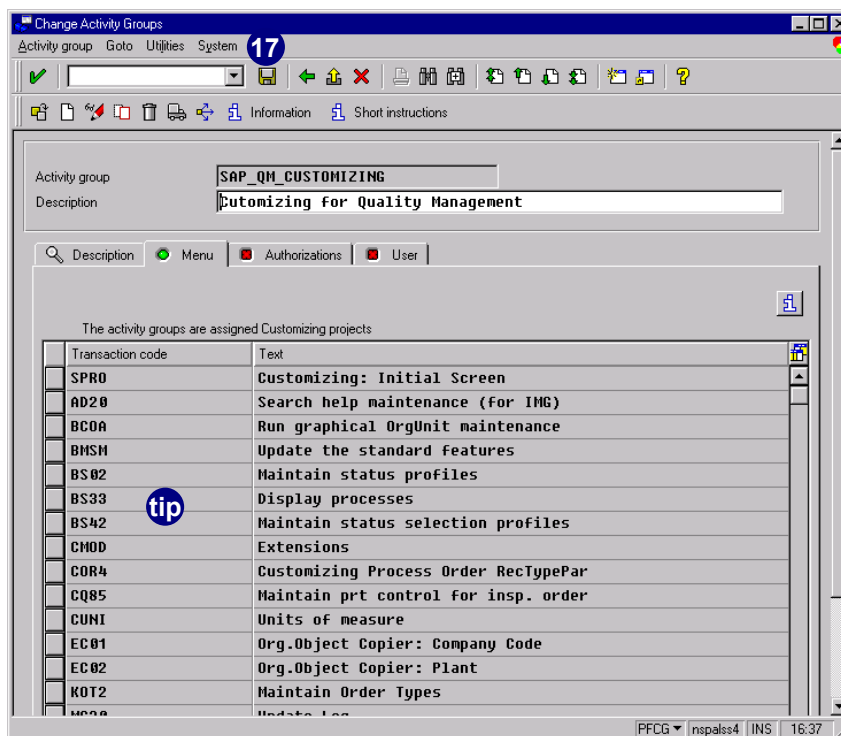 Change Activity Groups
Activity group Goto Utilities System
17
Information Short instructions
Activity group SAP_QM_CUSTOMIZING
Description Cutomizing for Quality Management
Description Menu Authorizations User
The activity groups are assigned Customizing projects
Transaction code Text
SPRO Customizing: Initial Screen
AD20 Search help maintenance (for IMG)
BCOA Run graphical OrgUnit maintenance
BMSM Update the standard features
BS02 Maintain status profiles
BS33 Display processes
tip
BS42 Maintain status selection profiles
CMOD Extensions
COR4 Customizing Process Order RecTypePar
CQ85 Maintain prt control for insp. order
CUNI Units of measure
EC01 Org.Object Copier: Company Code
EC02 Org.Object Copier: Plant
KOT2 Maintain Order Types
Update Log
PFCG nspalss4 INS 16:37